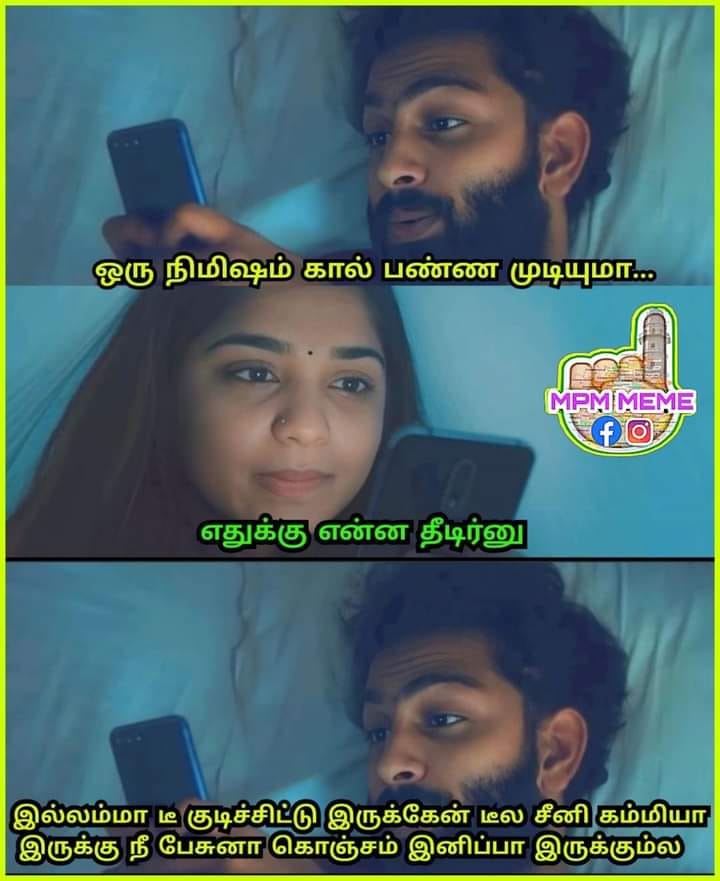 ஒரு நிமிஷம் கால் பண்ண முடியுமா...
MPM MEME
எதுக்கு என்ன தீடிர்னு
இல்லம்மா டீ குடிச்சிட்டு இருக்கேன் டீல சீனி கம்மியா
இருக்கு நீ பேசுனா கொஞ்சம் இனிப்பா இருக்கும்ல